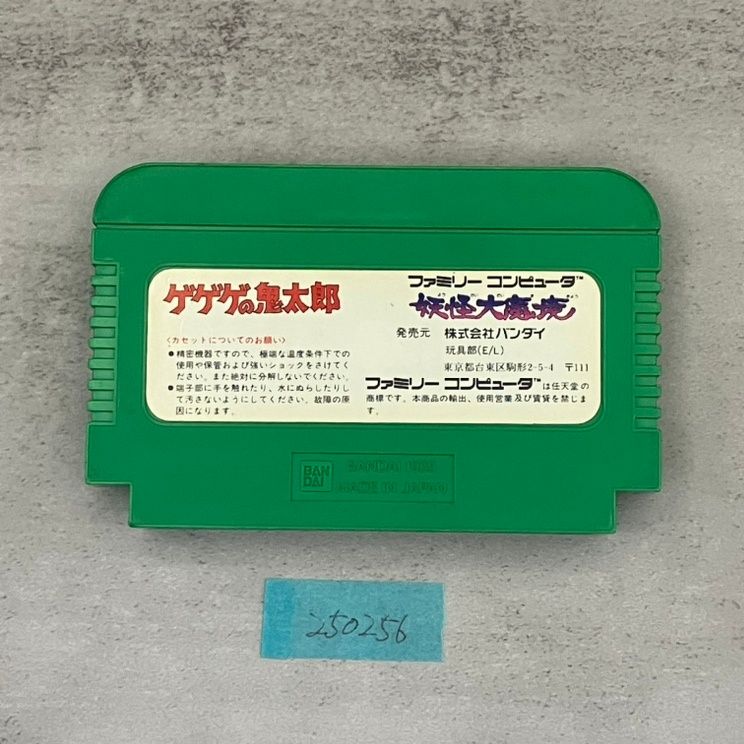 ゲゲゲの鬼太郎
〈カセットについてのお願い〉
●精密機器ですので、極端な温度条件下での
使用や保管および強いショックをさけてく
ださい。また絶対に分解しないでください。
●端子部に手を触れたり、水にぬらしたりし
て汚さないようにしてください。故障の原
因になります。
ファミリー コンピュータ™
妖怪大魔境
発売元 株式会社バンダイ
玩具部(E/L)
東京都台東区駒形2-5-4 〒111
ファミリー コンピュータ™は任天堂の
商標です。本商品の輸出、使用営業及び賃貸を禁じま
す。
BAN
DAI
BANDAI 1985
MADE IN JAPAN
250256